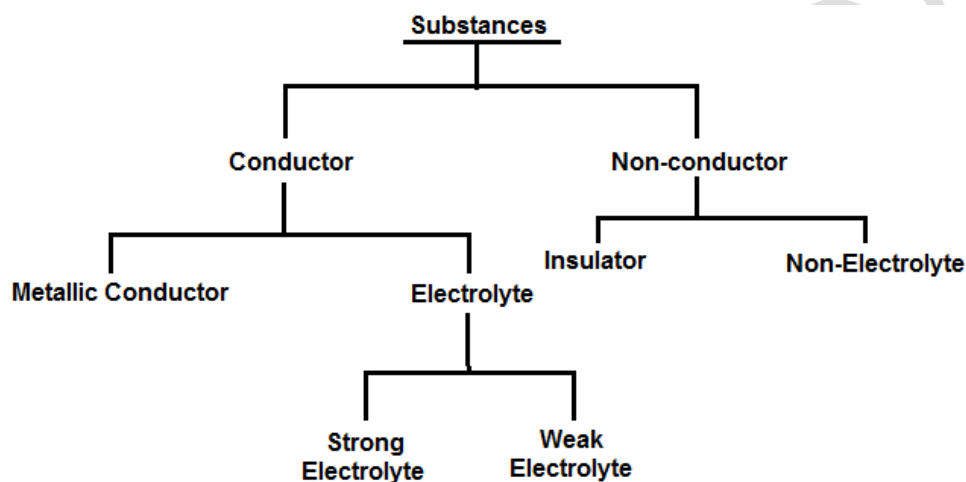 Substances
Conductor
Non-conductor
Insulator
Non-Electrolyte
Metallic Conductor
Electrolyte
Strong
Electrolyte
Weak
Electrolyte